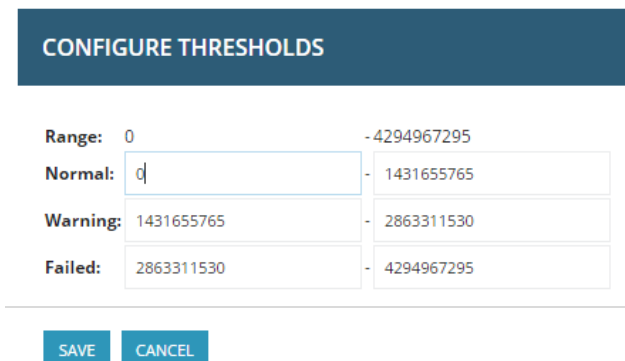 CONFIGURE THRESHOLDS
Range: 0 - 4294967295
Normal: 0 - 1431655765
Warning: 1431655765 - 2863311530
Failed: 2863311530 - 4294967295
SAVE CANCEL